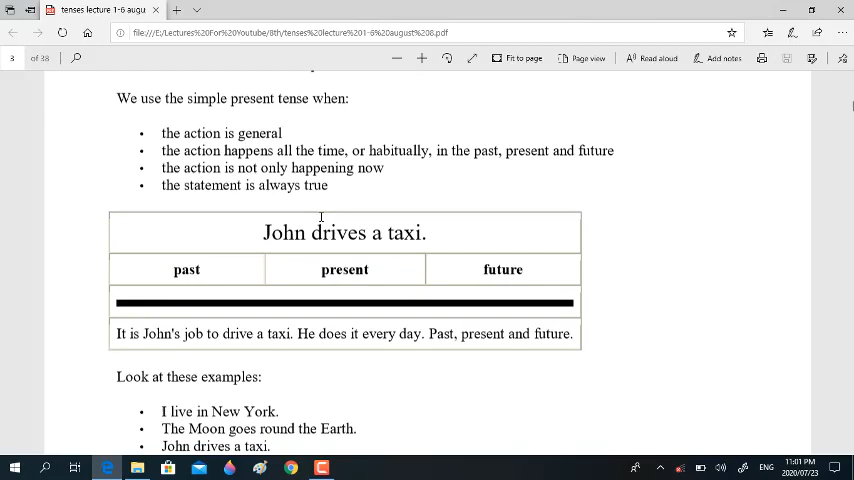 tenses lecture 1-6 augu
file:///E:/Lectures%20For%20Youtube/8th/tenses%20lecture%201-6%20august%208.pdf
3 of 38
Fit to page
Page view
Read aloud
Add notes
We use the simple present tense when:
• the action is general
• the action happens all the time, or habitually, in the past, present and future
• the action is not only happening now
• the statement is always true
John drives a taxi.
past present future
It is John's job to drive a taxi. He does it every day. Past, present and future.
Look at these examples:
• I live in New York.
• The Moon goes round the Earth.
• John drives a taxi.
ENG
11:01 PM
2020/07/23